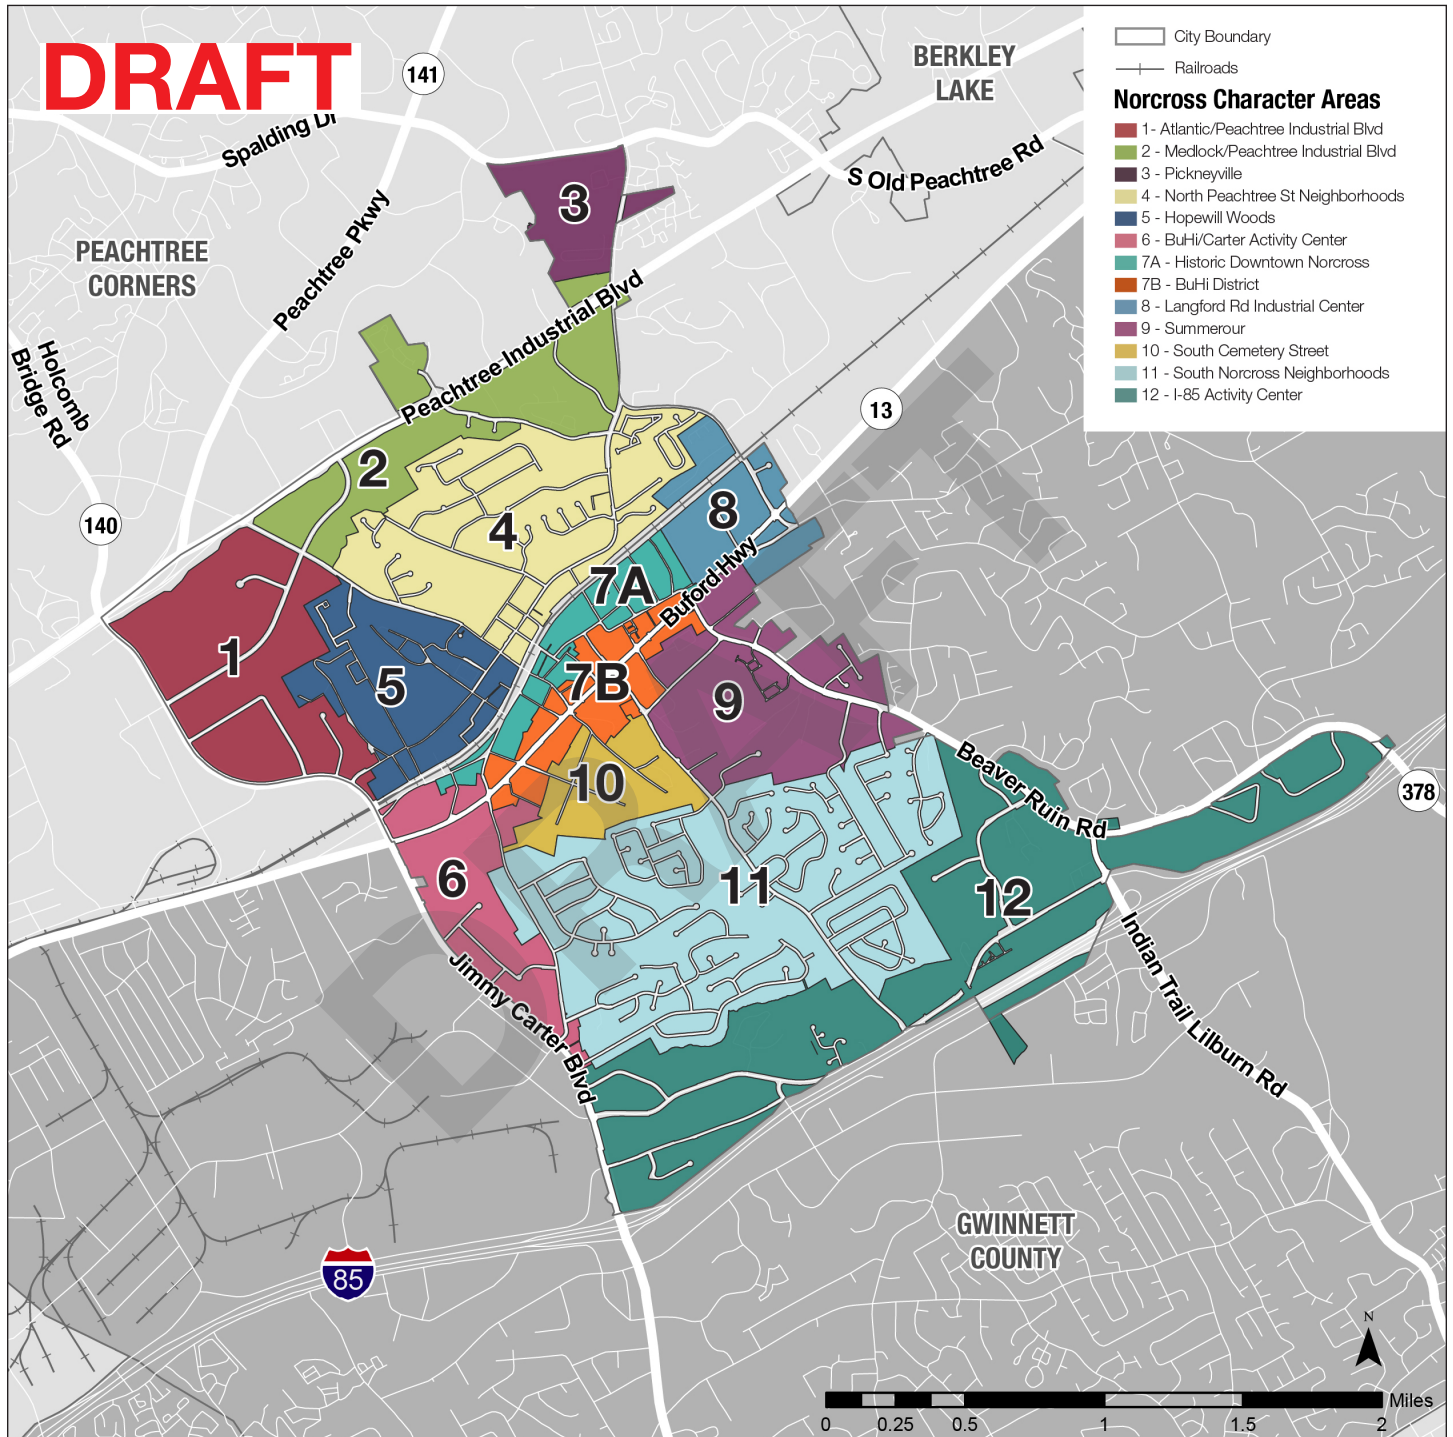 DRAFT
141
BERKLEY
LAKE
Spalding Dr
S Old Peachtree Rd
Peachtree Pkwy
PEACHTREE
CORNERS
3
Peachtree Industrial Blvd
Holcomb
Bridge Rd
13
2
140
4
8
7A
Buford Hwy
1
5
7B
9
10
Beaver Ruin Rd
378
6
11
12
Jimmy Carter Blvd
Indian Trail Lilburn Rd
GWINNETT
COUNTY
85
DRAFT
City Boundary
Railroads
Norcross Character Areas
1- Atlantic/Peachtree Industrial Blvd
2 - Medlock/Peachtree Industrial Blvd
3 - Pickneyville
4 - North Peachtree St Neighborhoods
5 - Hopewill Woods
6 - BuHi/Carter Activity Center
7A - Historic Downtown Norcross
7B - BuHi District
8 - Langford Rd Industrial Center
9 - Summerour
10 - South Cemetery Street
11 - South Norcross Neighborhoods
12 - I-85 Activity Center
N
Miles
0 0.25 0.5 1 1.5 2